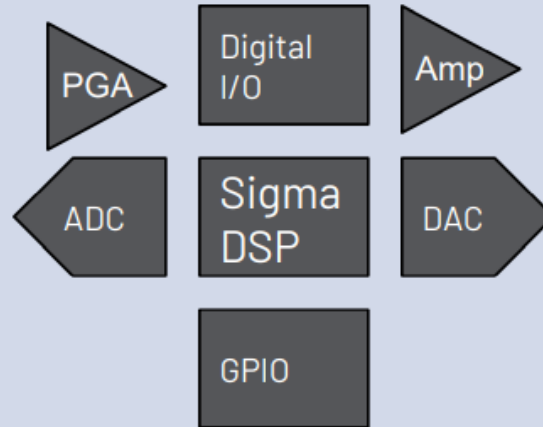 PGA
Digital
I/O
Amp
ADC
Sigma
DSP
DAC
GPIO